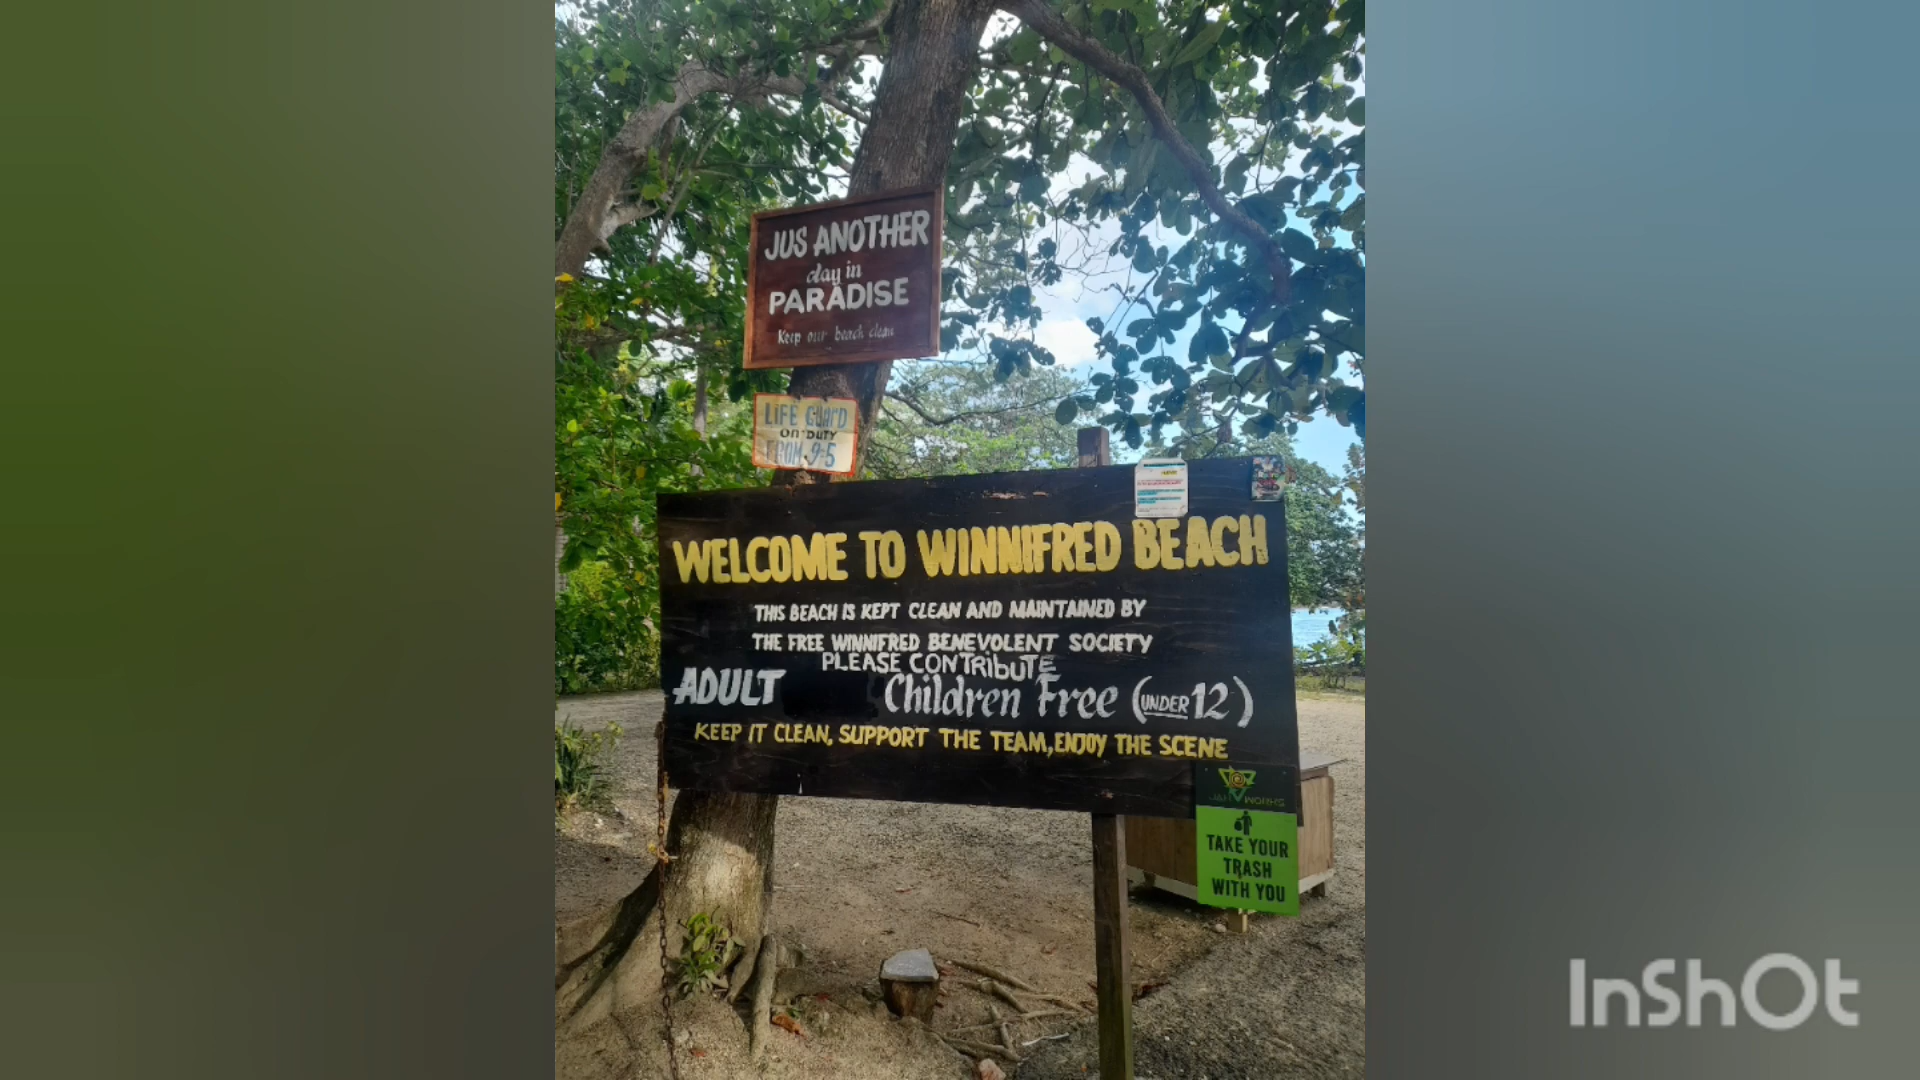 JUS ANOTHER
day in
PARADISE
Keep our beach clean
LIFE GUARD
ON DUTY
FROM 9-5
WELCOME TO WINNIFRED BEACH
THIS BEACH IS KEPT CLEAN AND MAINTAINED BY
THE FREE WINNIFRED BENEVOLENT SOCIETY
PLEASE CONTRIBUTE
ADULT Children Free (UNDER 12)
KEEP IT CLEAN, SUPPORT THE TEAM, ENJOY THE SCENE
TAKE YOUR
TRASH
WITH YOU
InShOt